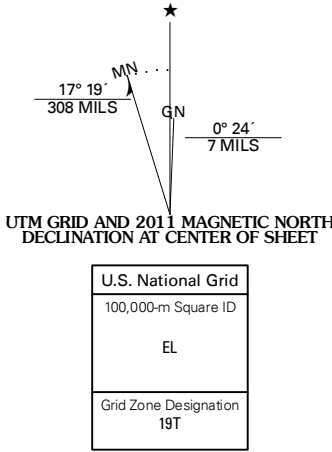 ★
MN
17° 19´
308 MILS
GN
0° 24´
7 MILS
UTM GRID AND 2011 MAGNETIC NORTH
DECLINATION AT CENTER OF SHEET
U.S. National Grid
100,000-m Square ID
EL
Grid Zone Designation
19T